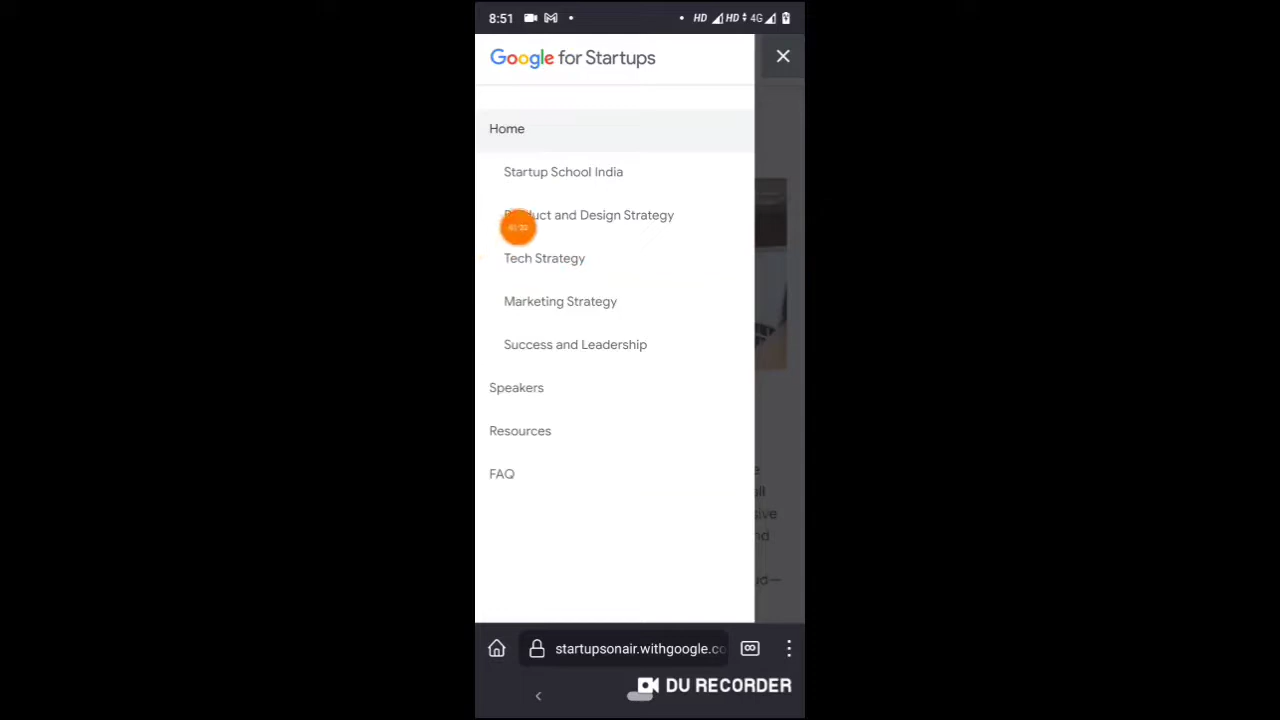 8:51
HD HD 4G
Google for Startups
Home
Startup School India
Product and Design Strategy
Tech Strategy
Marketing Strategy
Success and Leadership
Speakers
Resources
FAQ
startupsonair.withgoogle.co
DU RECORDER